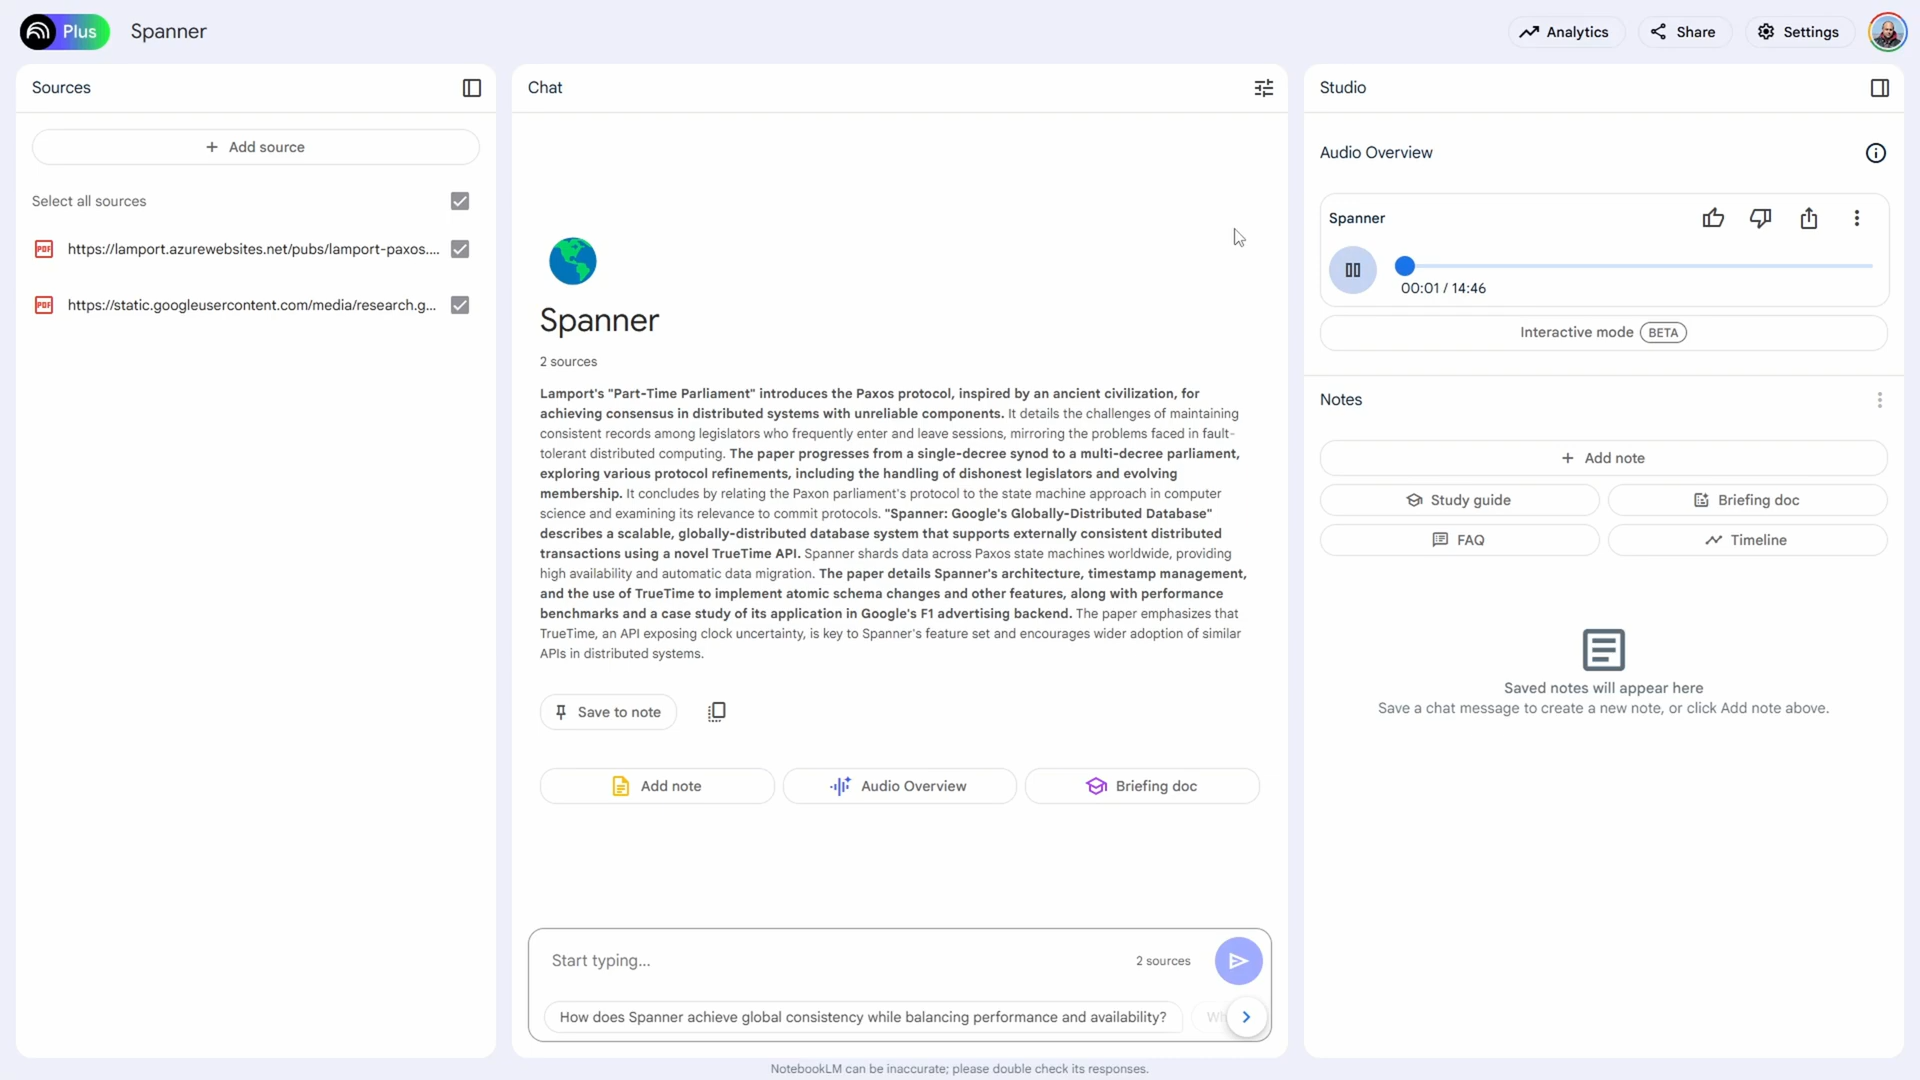 Plus
Spanner
Analytics
Share
Settings
Sources
Add source
Select all sources
PDF https://lamport.azurewebsites.net/pubs/lamport-paxos....
PDF https://static.googleusercontent.com/media/research.g...
Chat
Spanner
2 sources
Lamport's "Part-Time Parliament" introduces the Paxos protocol, inspired by an ancient civilization, for
achieving consensus in distributed systems with unreliable components. It details the challenges of maintaining
consistent records among legislators who frequently enter and leave sessions, mirroring the problems faced in fault-
tolerant distributed computing. The paper progresses from a single-decree synod to a multi-decree parliament,
exploring various protocol refinements, including the handling of dishonest legislators and evolving
membership. It concludes by relating the Paxon parliament's protocol to the state machine approach in computer
science and examining its relevance to commit protocols. "Spanner: Google's Globally-Distributed Database"
describes a scalable, globally-distributed database system that supports externally consistent distributed
transactions using a novel TrueTime API. Spanner shards data across Paxos state machines worldwide, providing
high availability and automatic data migration. The paper details Spanner's architecture, timestamp management,
and the use of TrueTime to implement atomic schema changes and other features, along with performance
benchmarks and a case study of its application in Google's F1 advertising backend. The paper emphasizes that
TrueTime, an API exposing clock uncertainty, is key to Spanner's feature set and encourages wider adoption of similar
APIs in distributed systems.
Save to note
Add note
Audio Overview
Briefing doc
Start typing...
2 sources
How does Spanner achieve global consistency while balancing performance and availability?
NotebookLM can be inaccurate; please double check its responses.
Studio
Audio Overview
Spanner
00:01 / 14:46
Interactive mode BETA
Notes
Add note
Study guide
Briefing doc
FAQ
Timeline
Saved notes will appear here
Save a chat message to create a new note, or click Add note above.